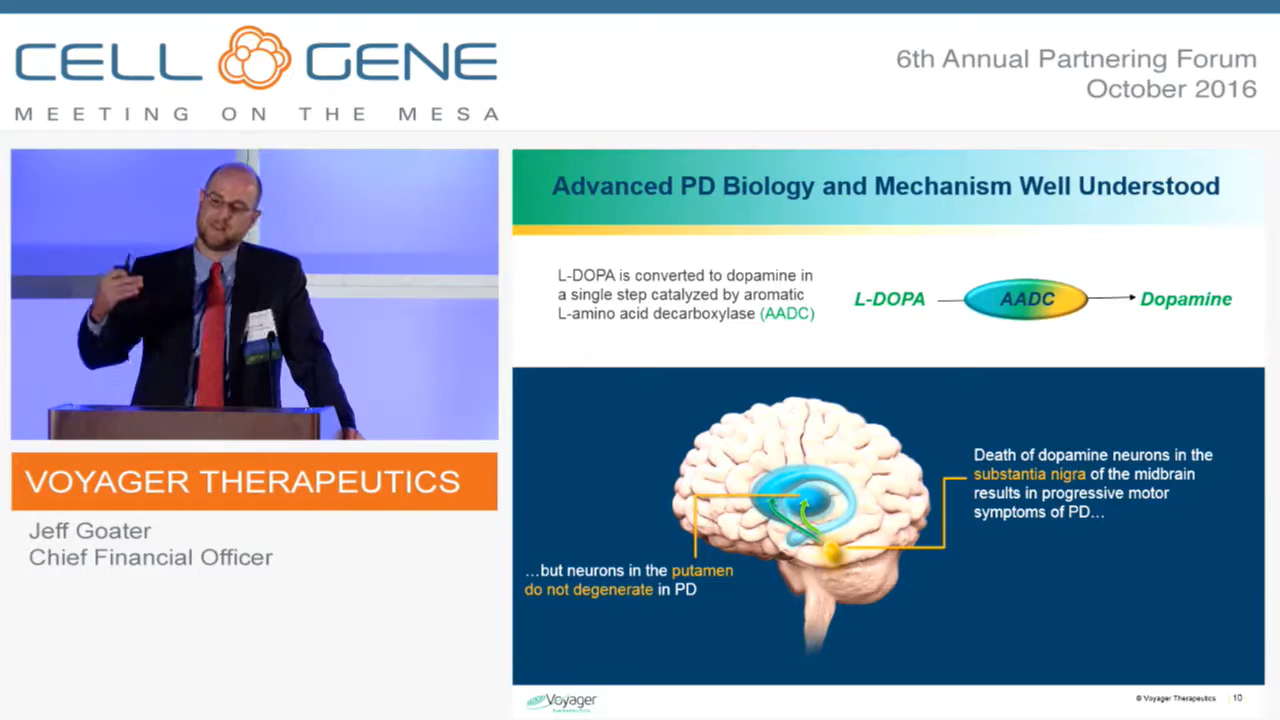 CELL GENE
MEETING ON THE MESA
6th Annual Partnering Forum
October 2016
VOYAGER THERAPEUTICS
Jeff Goater
Chief Financial Officer
Advanced PD Biology and Mechanism Well Understood
L-DOPA is converted to dopamine in
a single step catalyzed by aromatic
L-amino acid decarboxylase (AADC)
L-DOPA
AADC
Dopamine
Death of dopamine neurons in the
substantia nigra of the midbrain
results in progressive motor
symptoms of PD...
...but neurons in the putamen
do not degenerate in PD
Voyager
Therapeutics
© Voyager Therapeutics
10